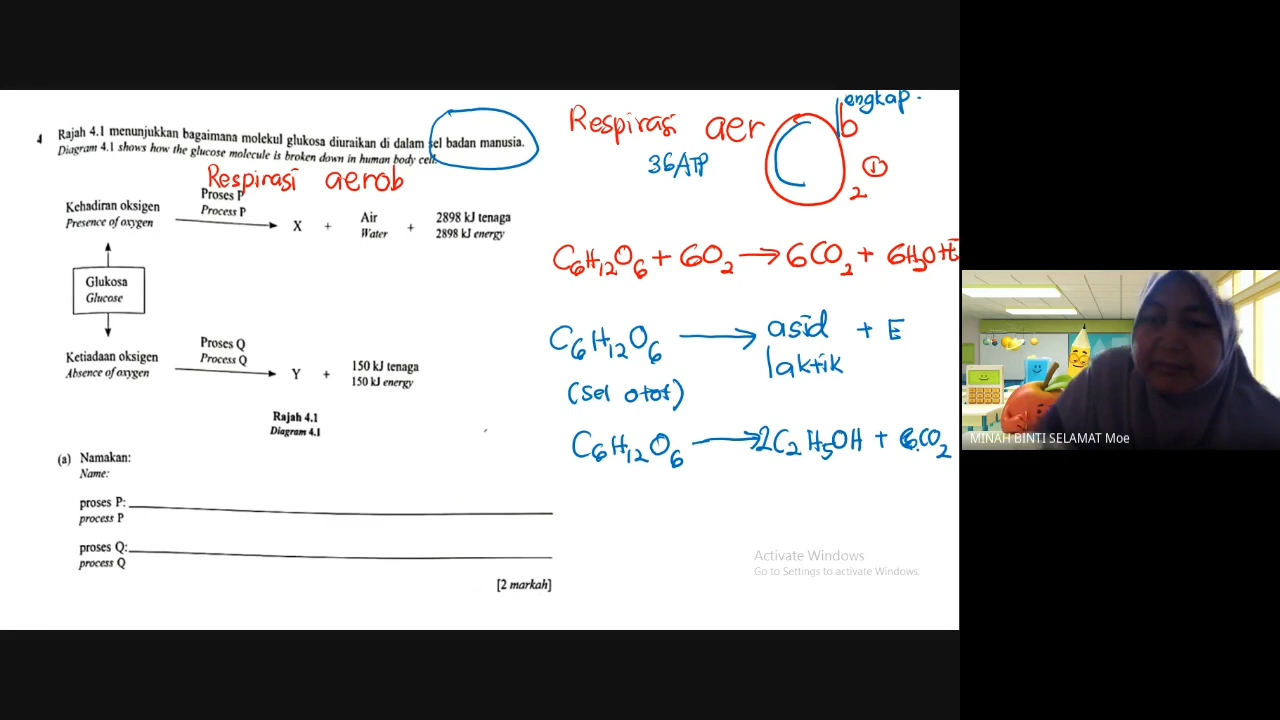 4 Rajah 4.1 menunjukkan bagaimana molekul glukosa diuraikan di dalam sel badan manusia.
Diagram 4.1 shows how the glucose molecule is broken down in human body cell.
Respirasi aerob
Kehadiran oksigen
Presence of oxygen
Proses P
Process P
X + Air + 2898 kJ tenaga
Water 2898 kJ energy
Glukosa
Glucose
Ketiadaan oksigen
Absence of oxygen
Proses Q
Process Q
Y + 150 kJ tenaga
150 kJ energy
Rajah 4.1
Diagram 4.1
(a) Namakan:
Name:
proses P:
process P
proses Q:
process Q
[2 markah]
engkap.
Respirasi aerOb
36ATP
O2 ①
C6H12O6 + 6O2 → 6CO2 + 6H2O + E
C6H12O6 → asid + E
laktik
(Sel otot)
C6H12O6 → 2C2H5OH + 6CO2
Activate Windows
Go to Settings to activate Windows.
MINAH BINTI SELAMAT Moe